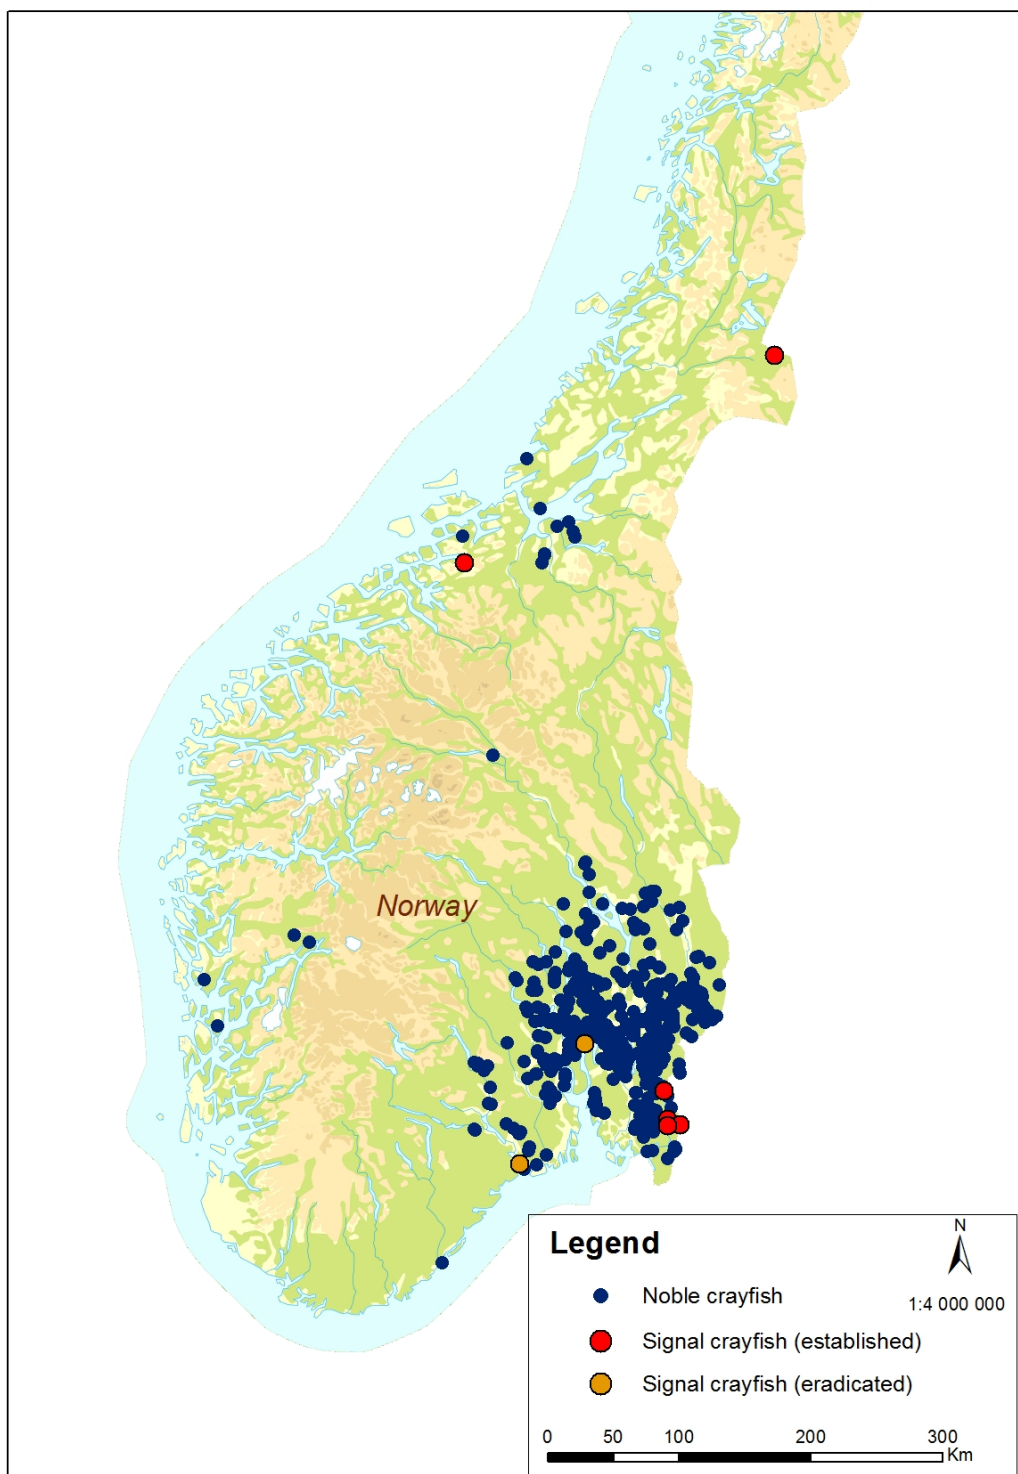 Norway
Legend
N
Noble crayfish
1:4 000 000
Signal crayfish (established)
Signal crayfish (eradicated)
0 50 100 200 300
Km